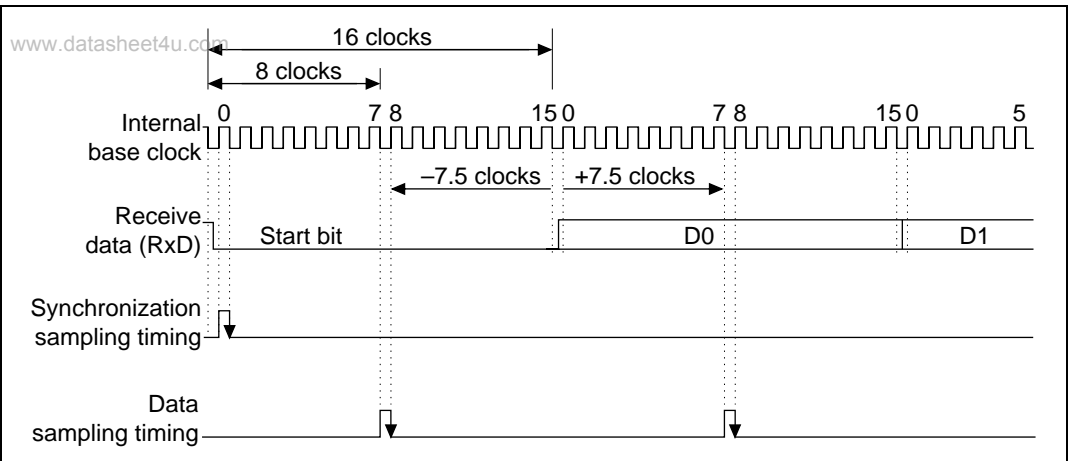 www.datasheet4u.com
16 clocks
8 clocks
0 7 8 15 0 7 8 15 0 5
Internal
base clock
–7.5 clocks +7.5 clocks
Receive
data (RxD)
Start bit D0 D1
Synchronization
sampling timing
Data
sampling timing